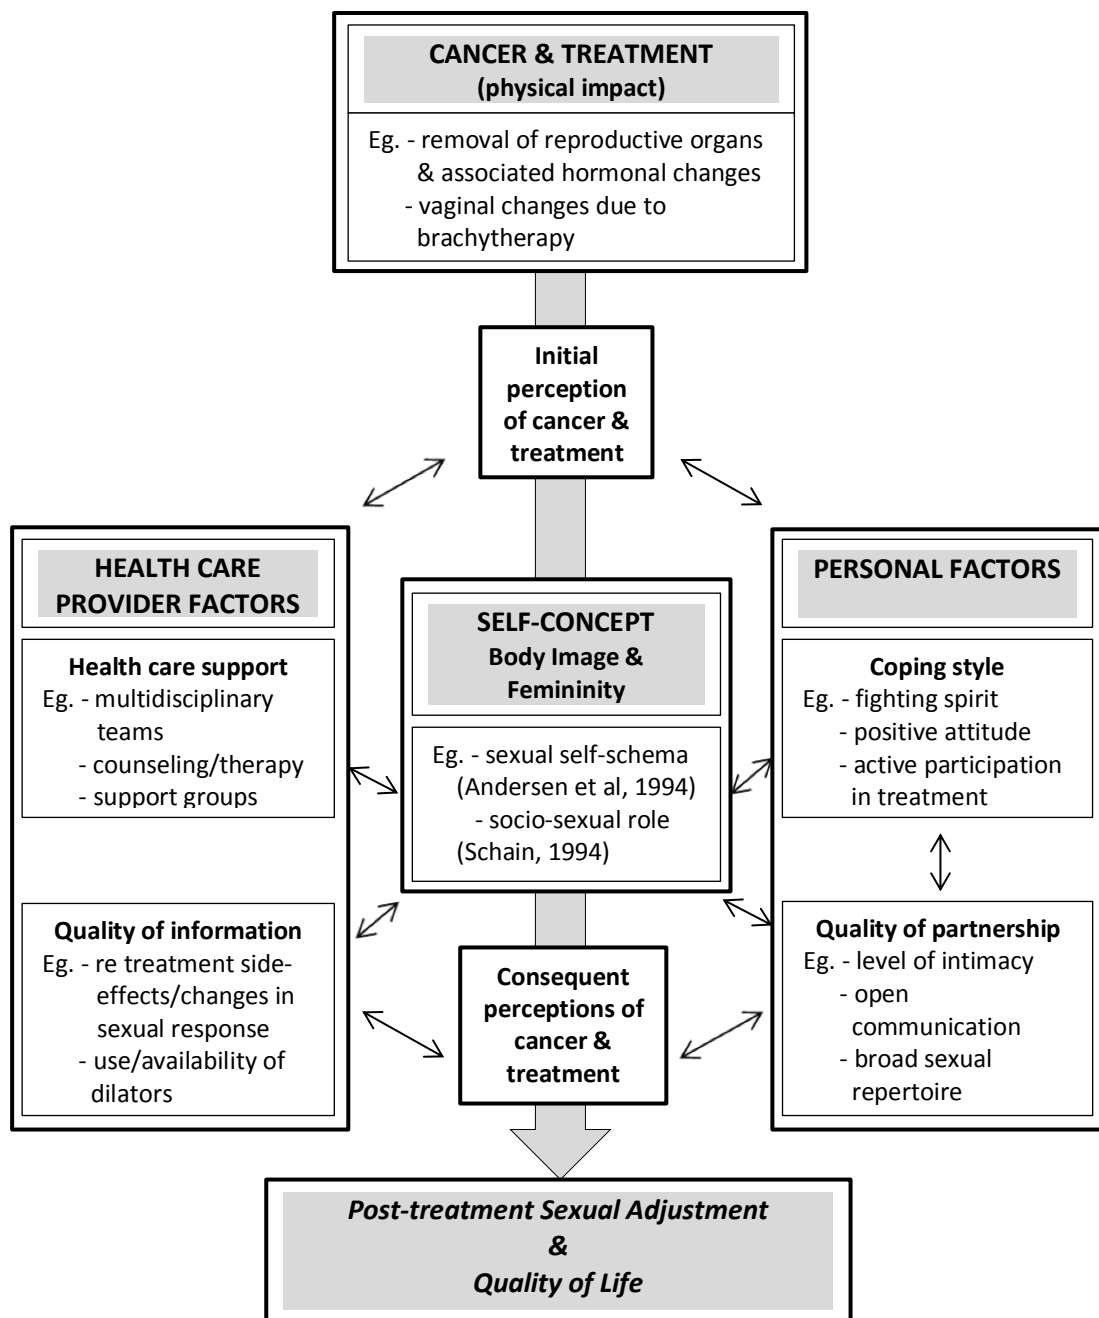 CANCER & TREATMENT
(physical impact)
Eg. - removal of reproductive organs
& associated hormonal changes
- vaginal changes due to
brachytherapy
Initial
perception
of cancer &
treatment
HEALTH CARE
PROVIDER FACTORS
Health care support
Eg. - multidisciplinary
teams
- counseling/therapy
- support groups
Quality of information
Eg. - re treatment side-
effects/changes in
sexual response
- use/availability of
dilators
SELF-CONCEPT
Body Image &
Femininity
Eg. - sexual self-schema
(Andersen et al, 1994)
- socio-sexual role
(Schain, 1994)
PERSONAL FACTORS
Coping style
Eg. - fighting spirit
- positive attitude
- active participation
in treatment
Quality of partnership
Eg. - level of intimacy
- open
communication
- broad sexual
repertoire
Consequent
perceptions of
cancer &
treatment
Post-treatment Sexual Adjustment
&
Quality of Life